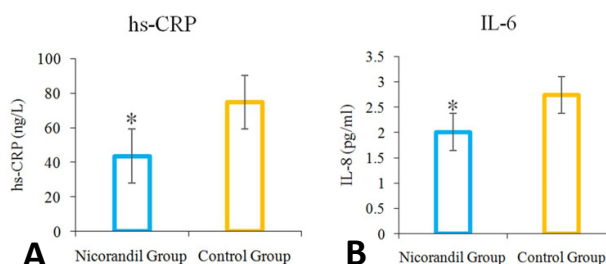 hs-CRP
hs-CRP (ng/L)
100
80
60
40
20
0
*
Nicorandil Group Control Group
A
IL-6
IL-8 (pg/ml)
3.5
3
2.5
2
1.5
1
0.5
0
*
Nicorandil Group Control Group
B